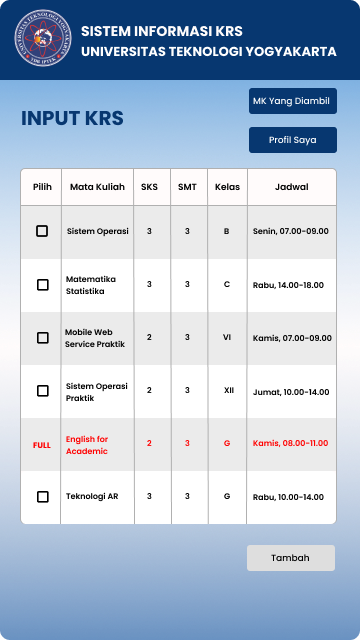 SISTEM INFORMASI KRS
UNIVERSITAS TEKNOLOGI YOGYAKARTA
MK Yang Diambil
INPUT KRS
Profil Saya
Pilih Mata Kuliah SKS SMT Kelas Jadwal
Sistem Operasi 3 3 B Senin, 07.00-09.00
Matematika
Statistika 3 3 C Rabu, 14.00-18.00
Mobile Web
Service Praktik 2 3 VI Kamis, 07.00-09.00
Sistem Operasi
Praktik 2 3 XII Jumat, 10.00-14.00
FULL English for
Academic 2 3 G Kamis, 08.00-11.00
Teknologi AR 3 3 G Rabu, 10.00-14.00
Tambah